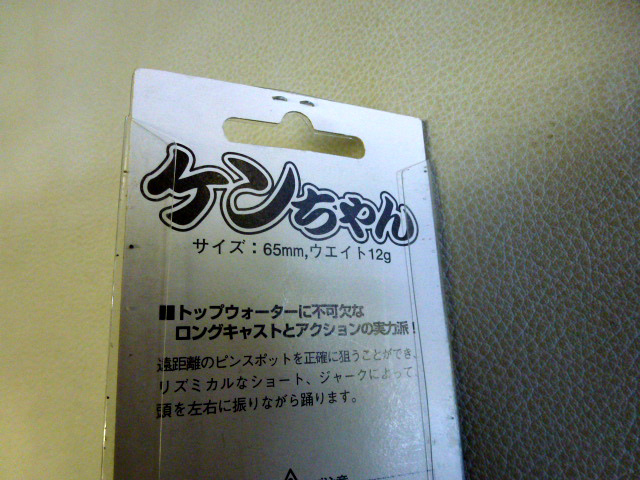 ケンちゃん
サイズ：65mm,ウエイト12g
■トップウォーターに不可欠な
ロングキャストとアクションの実力派！
遠距離のピンスポットを正確に狙うことができ、
リズミカルなショート、ジャークによって
頭を左右に振りながら踊ります。